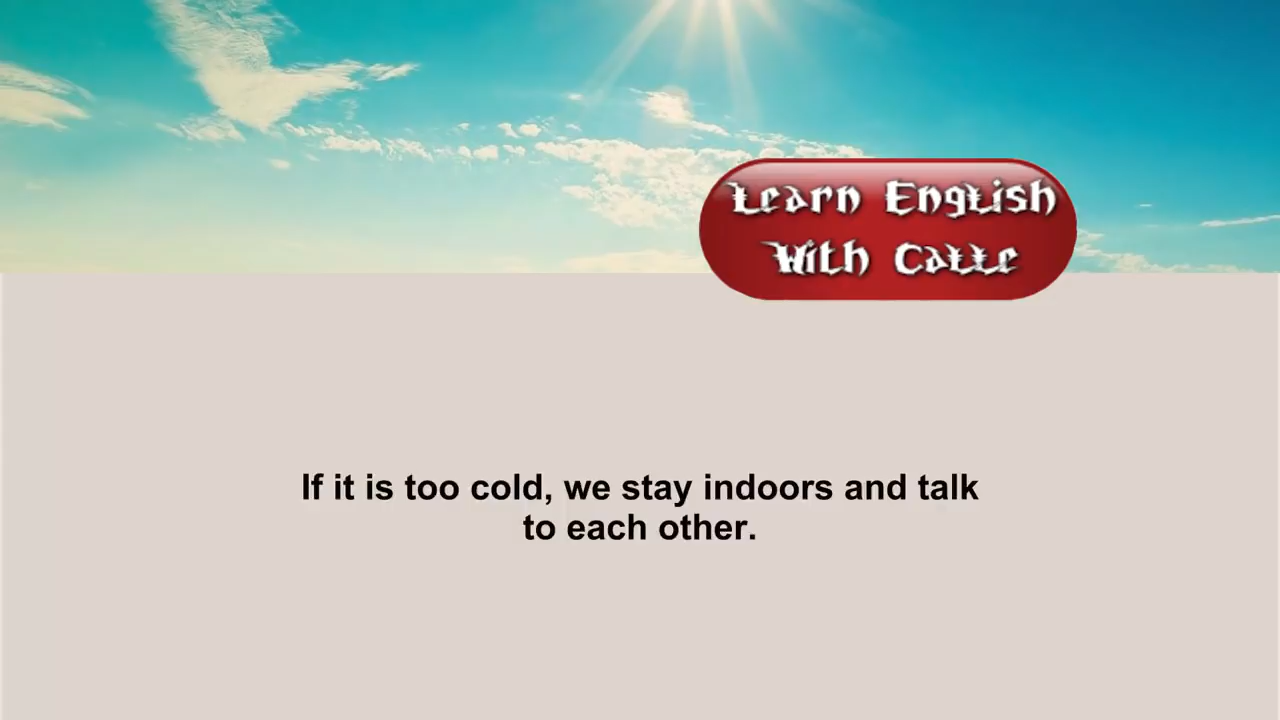 Learn English
With Calle
If it is too cold, we stay indoors and talk
to each other.